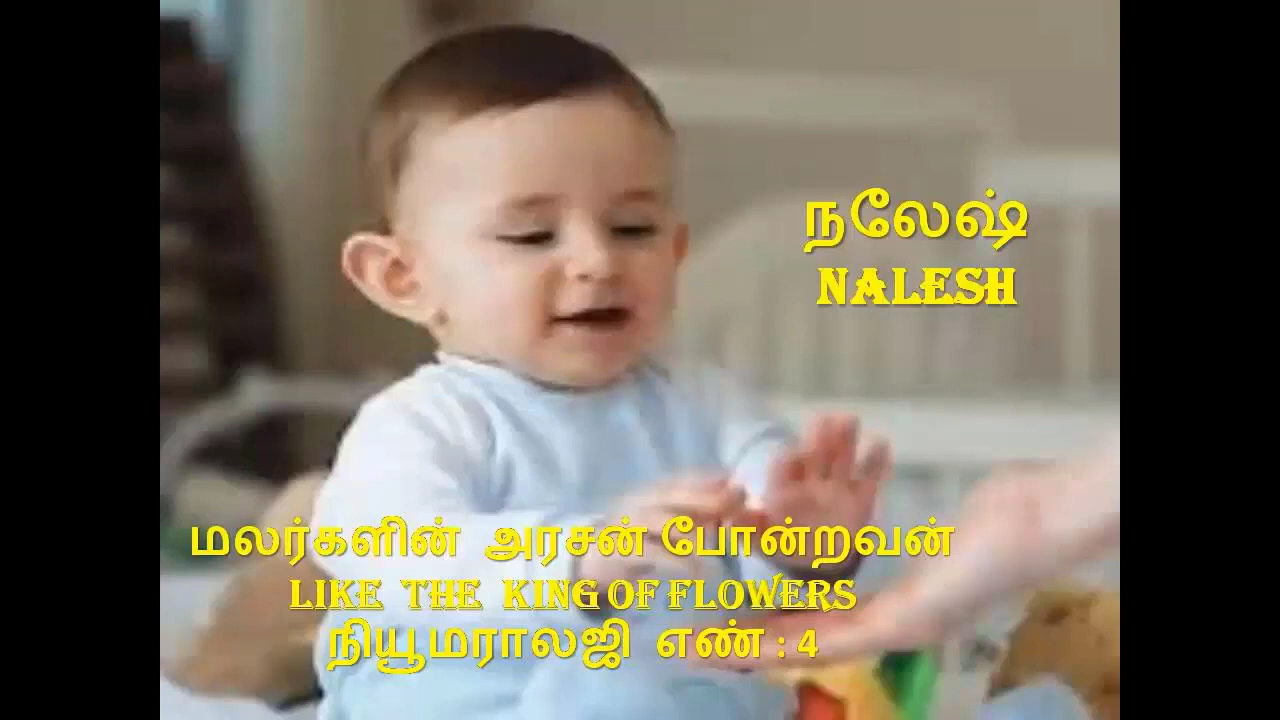 நலேஷ்
NALESH
மலர்களின் அரசன் போன்றவன்
LIKE THE KING OF FLOWERS
நியூமராலஜி எண் : 4